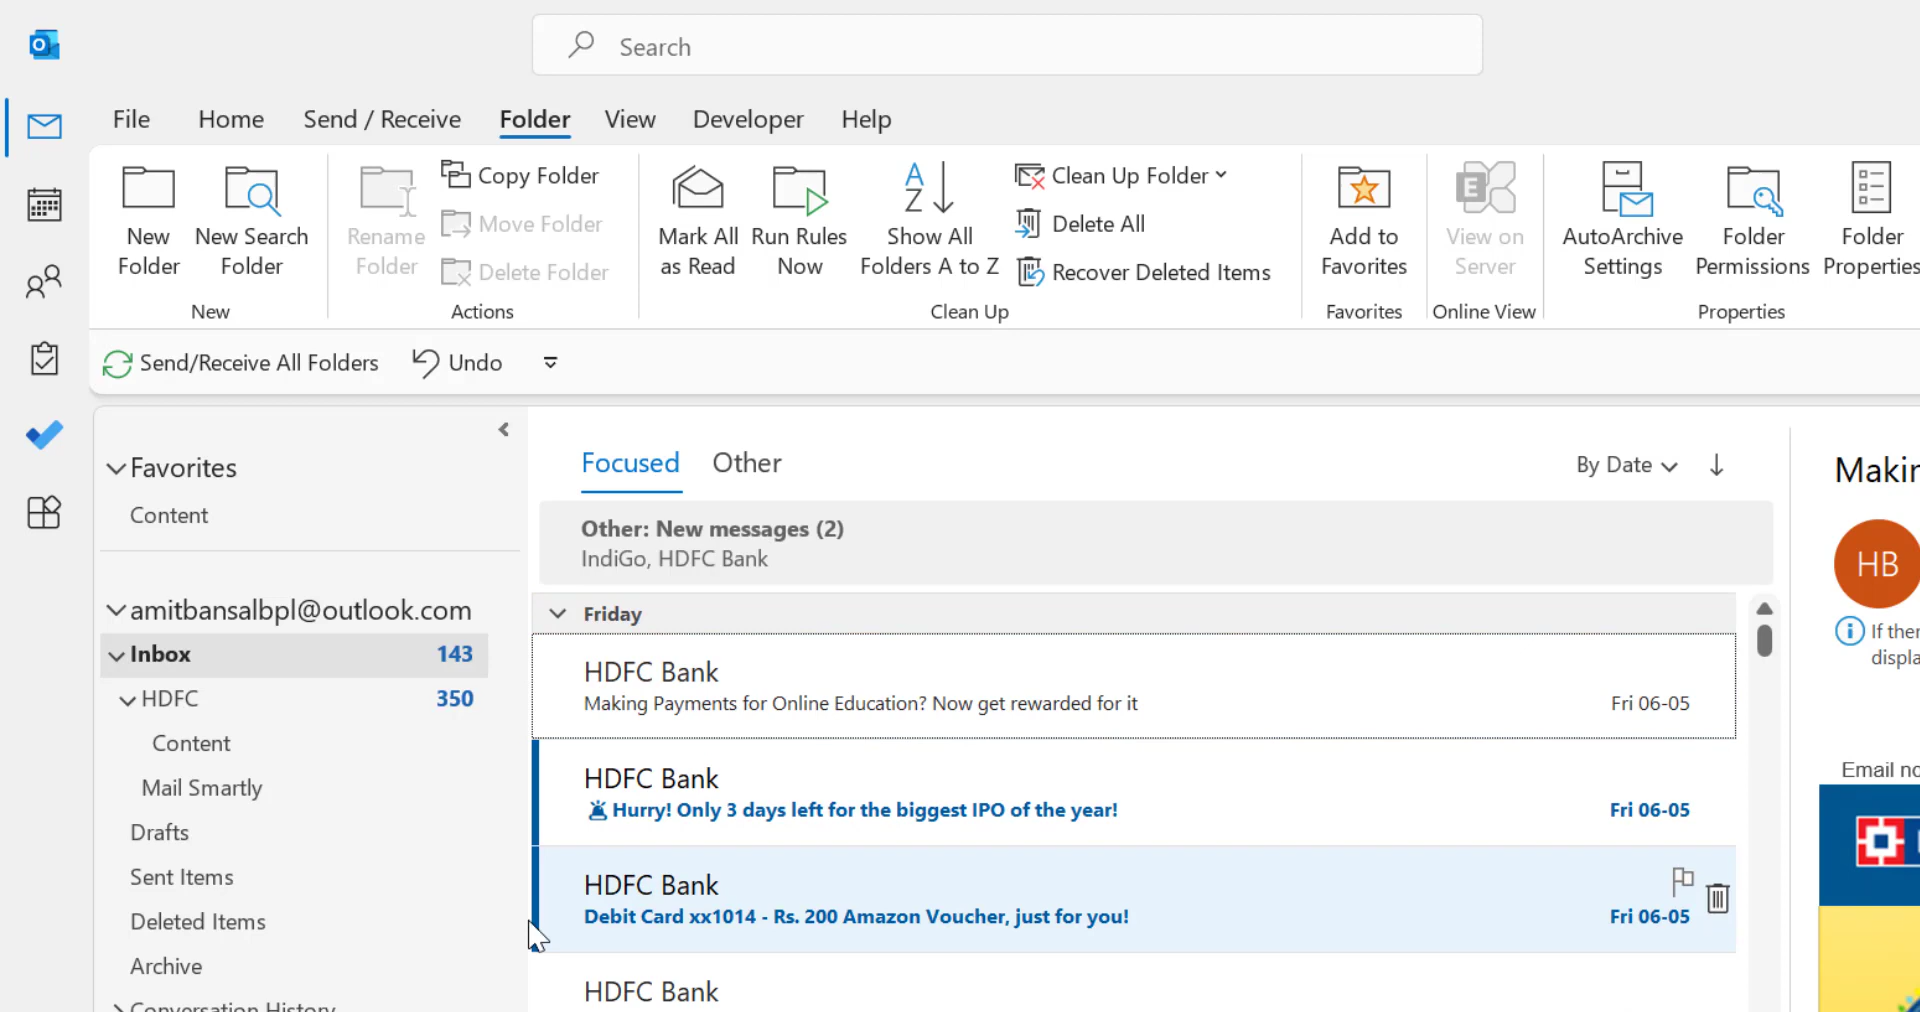 Search
File Home Send / Receive Folder View Developer Help
New Folder
New Search Folder
New
Rename Folder
Copy Folder
Move Folder
Delete Folder
Actions
Mark All as Read
Run Rules Now
A Z
Show All Folders A to Z
Clean Up Folder
Delete All
Recover Deleted Items
Clean Up
Add to Favorites
Favorites
E
View on Server
Online View
AutoArchive Settings
Folder Permissions
Folder Properties
Properties
Send/Receive All Folders Undo
Favorites
Content
amitbansalbpl@outlook.com
Inbox 143
HDFC 350
Content
Mail Smartly
Drafts
Sent Items
Deleted Items
Archive
Conversation History
Focused Other By Date
Other: New messages (2)
IndiGo, HDFC Bank
Friday
HDFC Bank
Making Payments for Online Education? Now get rewarded for it Fri 06-05
HDFC Bank
Hurry! Only 3 days left for the biggest IPO of the year! Fri 06-05
HDFC Bank
Debit Card xx1014 - Rs. 200 Amazon Voucher, just for you! Fri 06-05
HDFC Bank
HB
If
Email